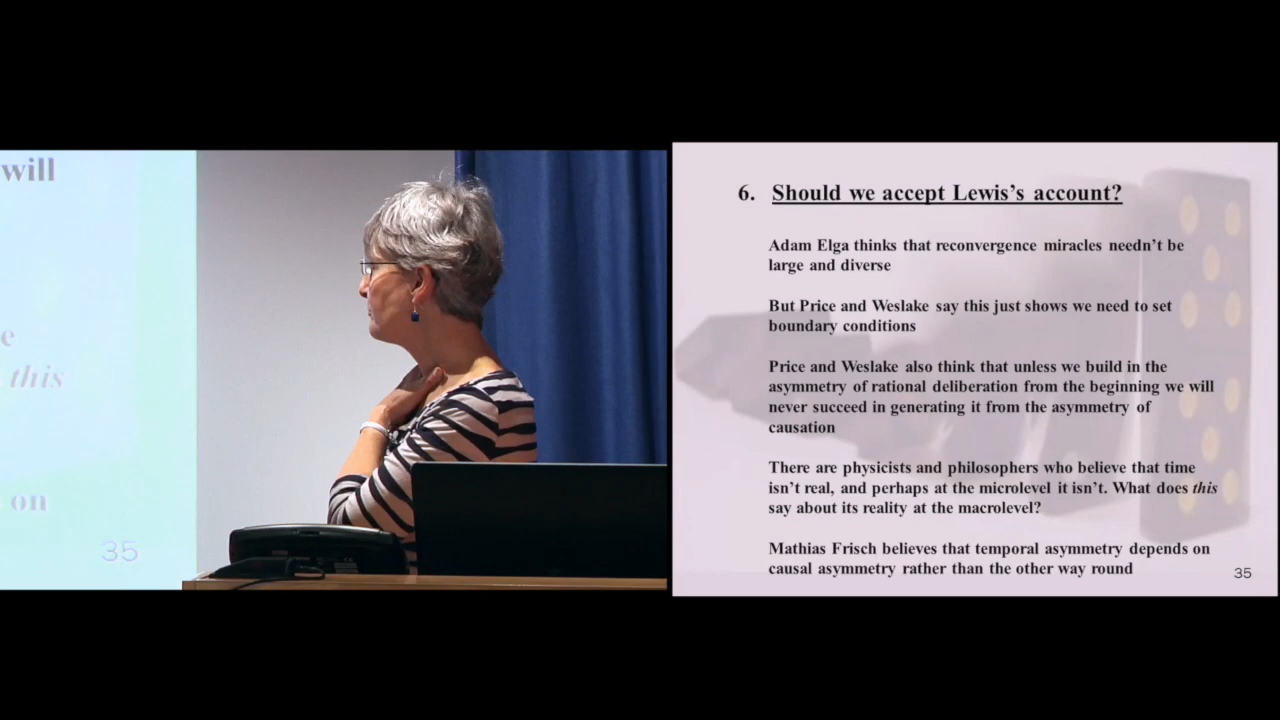 will
e
this
on
35
6. Should we accept Lewis's account?
Adam Elga thinks that reconvergence miracles needn't be
large and diverse
But Price and Weslake say this just shows we need to set
boundary conditions
Price and Weslake also think that unless we build in the
asymmetry of rational deliberation from the beginning we will
never succeed in generating it from the asymmetry of
causation
There are physicists and philosophers who believe that time
isn't real, and perhaps at the microlevel it isn't. What does this
say about its reality at the macrolevel?
Mathias Frisch believes that temporal asymmetry depends on
causal asymmetry rather than the other way round
35